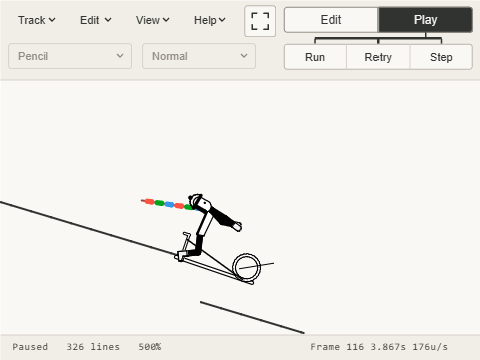 Track Edit View Help Edit Play
Pencil Normal Run Retry Step
Paused 326 lines 500% Frame 116 3.867s 176u/s